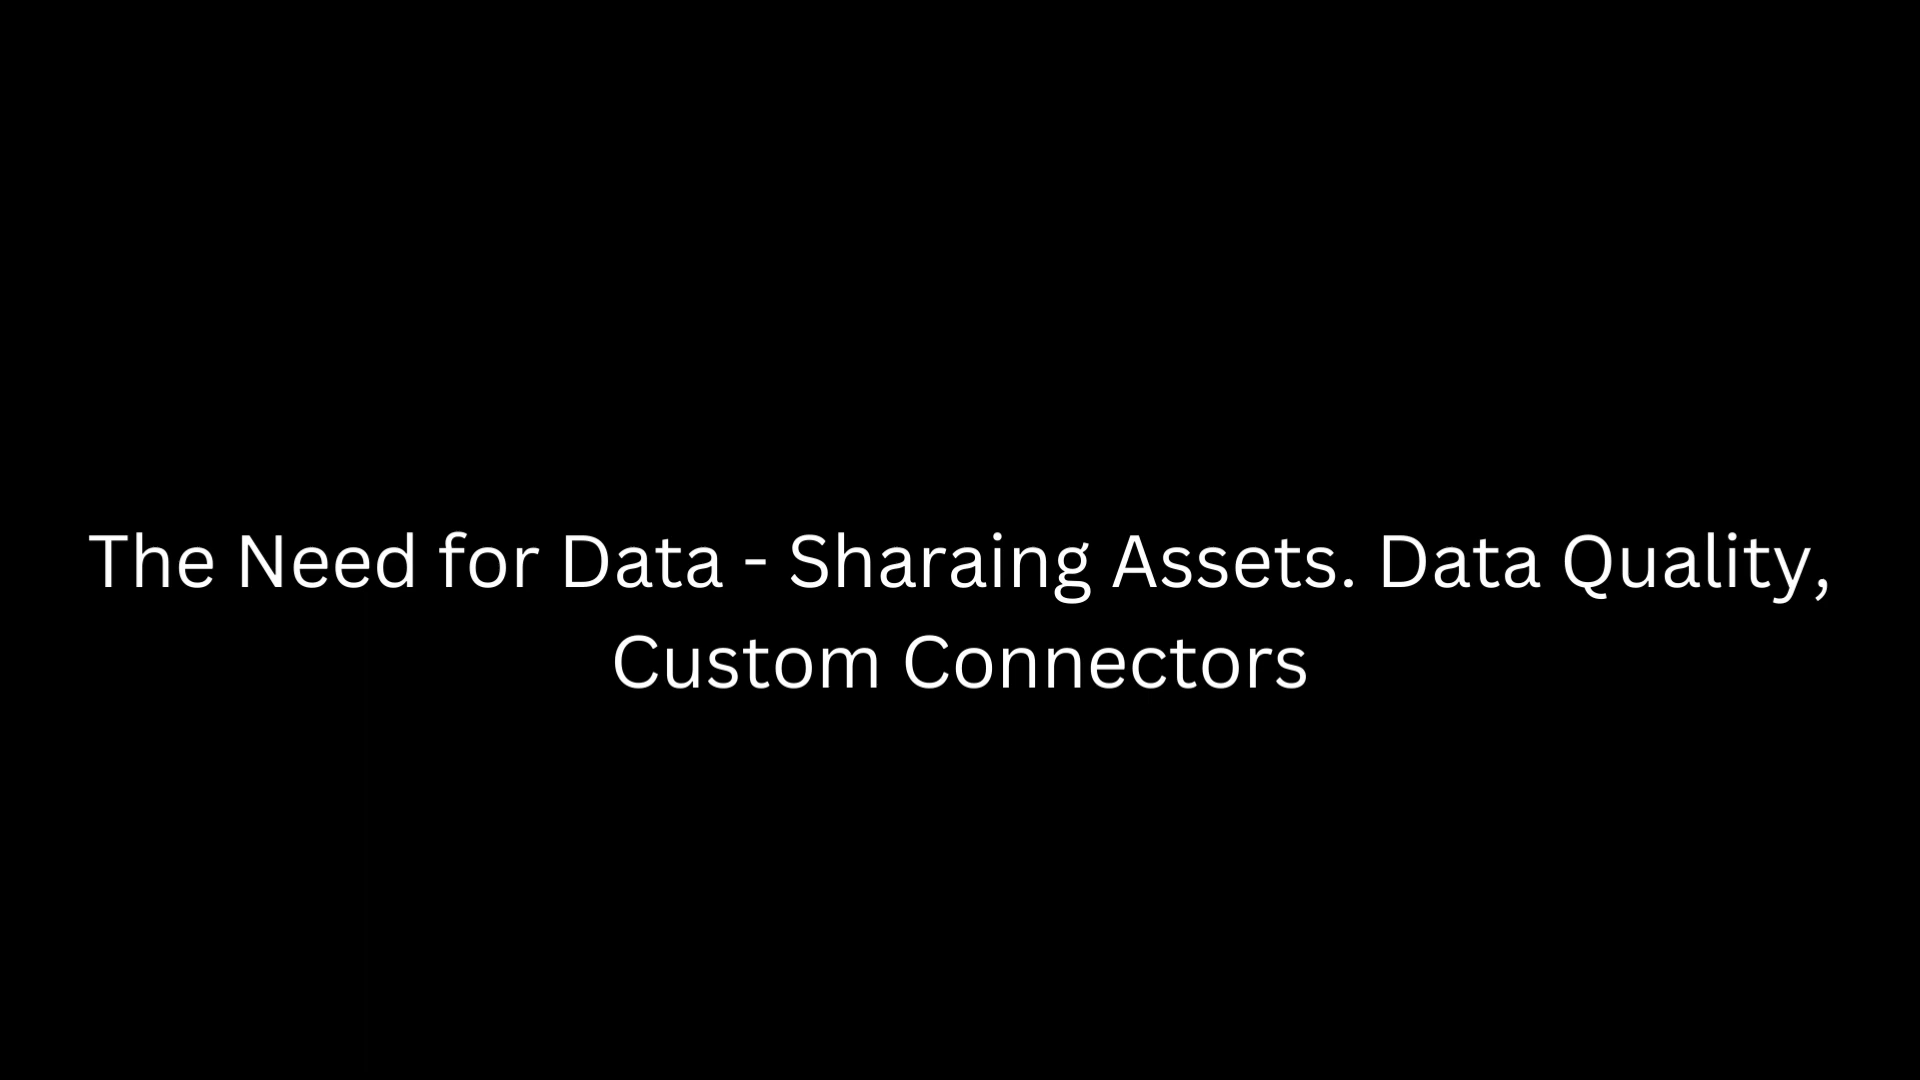 The Need for Data - Sharaing Assets. Data Quality,
Custom Connectors